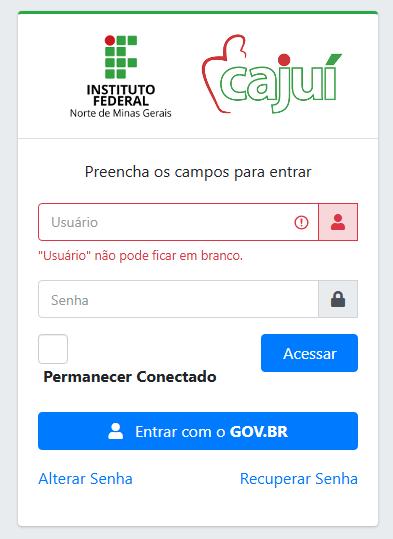 INSTITUTO
FEDERAL
Norte de Minas Gerais
cajuí
Preencha os campos para entrar
Usuário
"Usuário" não pode ficar em branco.
Senha
Acessar
Permanecer Conectado
Entrar com o GOV.BR
Alterar Senha
Recuperar Senha